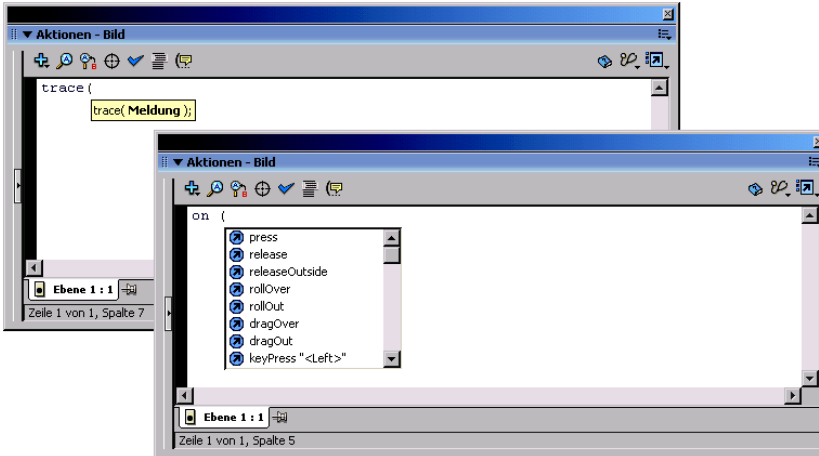 Aktionen - Bild
trace(
trace( Meldung );
Ebene 1 : 1
Zeile 1 von 1, Spalte 7
Aktionen - Bild
on (
press
release
releaseOutside
rollOver
rollOut
dragOver
dragOut
keyPress "<Left>"
Ebene 1 : 1
Zeile 1 von 1, Spalte 5